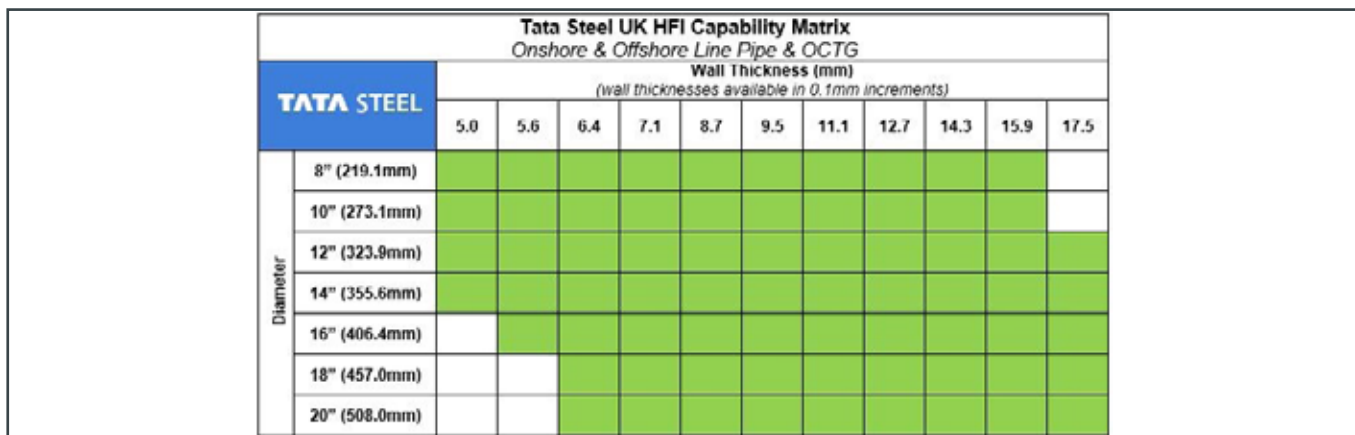 Tata Steel UK HFI Capability Matrix
Onshore & Offshore Line Pipe & OCTG
TATA STEEL
Wall Thickness (mm)
(wall thicknesses available in 0.1mm increments)
5.0 5.6 6.4 7.1 8.7 9.5 11.1 12.7 14.3 15.9 17.5
Diameter
8" (219.1mm)
10" (273.1mm)
12" (323.9mm)
14" (355.6mm)
16" (406.4mm)
18" (457.0mm)
20" (508.0mm)